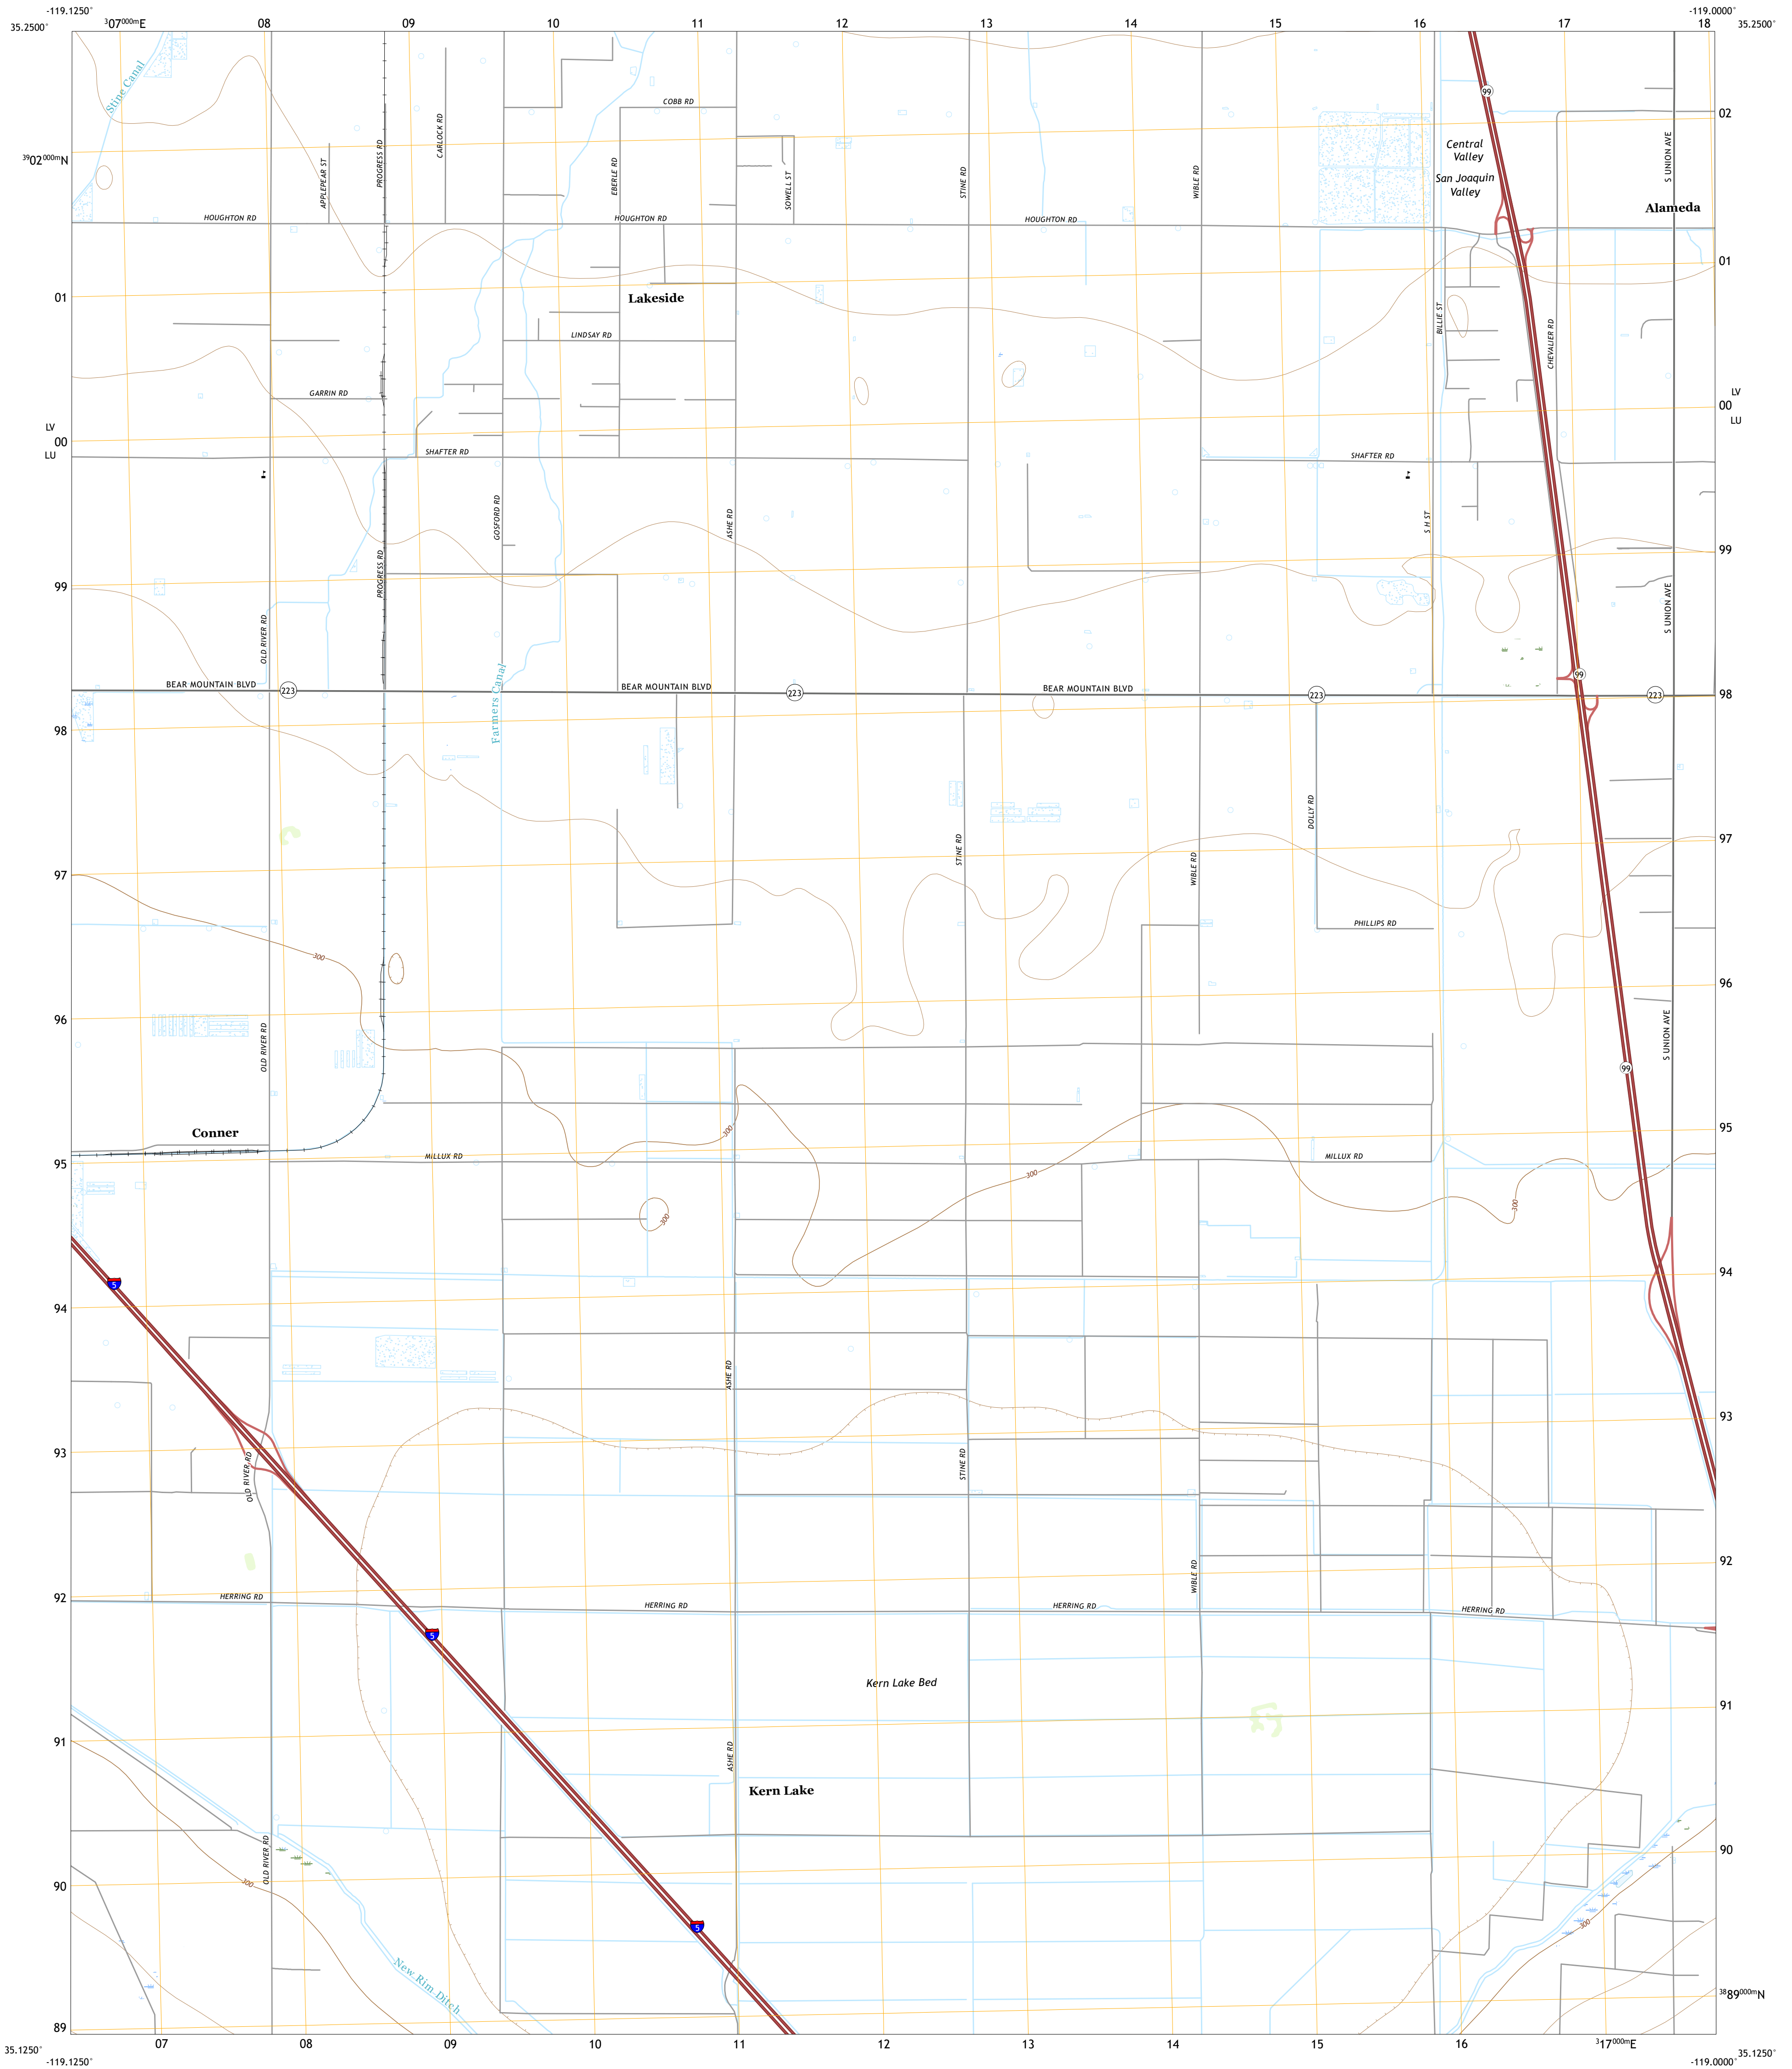 -119.1250°
-119.0000°
35.2500°
³07⁰⁰⁰ᵐE
08
09
10
11
12
13
14
15
16
17
18
35.2500°
Stine Canal
99
COBB RD
CARLOCK RD
02
³⁹02⁰⁰⁰ᵐN
APPLEPEAR ST
PROGRESS RD
EBERLE RD
SOWELL ST
STINE RD
WIBLE RD
Central
Valley
San Joaquin
Valley
S UNION AVE
Alameda
HOUGHTON RD
HOUGHTON RD
HOUGHTON RD
01
01
Lakeside
LINDSAY RD
BILLIE ST
CHEVALIER RD
GARRIN RD
LV
00
LU
LV
00
LU
SHAFTER RD
SHAFTER RD
GOSFORD RD
ASHE RD
S H ST
99
99
PROGRESS RD
OLD RIVER RD
S UNION AVE
Farmers Canal
99
BEAR MOUNTAIN BLVD
223
BEAR MOUNTAIN BLVD
223
BEAR MOUNTAIN BLVD
223
223
98
98
DOLLY RD
STINE RD
WIBLE RD
97
97
PHILLIPS RD
300
96
96
OLD RIVER RD
S UNION AVE
99
Conner
300
95
95
MILLUX RD
MILLUX RD
300
300
300
5
94
94
ASHE RD
93
93
OLD RIVER RD
STINE RD
92
92
WIBLE RD
HERRING RD
HERRING RD
HERRING RD
HERRING RD
5
Kern Lake Bed
91
91
ASHE RD
Kern Lake
OLD RIVER RD
90
90
300
5
300
New Rim Ditch
³⁸89⁰⁰⁰ᵐN
89
35.1250°
07
08
09
10
11
12
13
14
15
16
³17⁰⁰⁰ᵐE
35.1250°
-119.1250°
-119.0000°